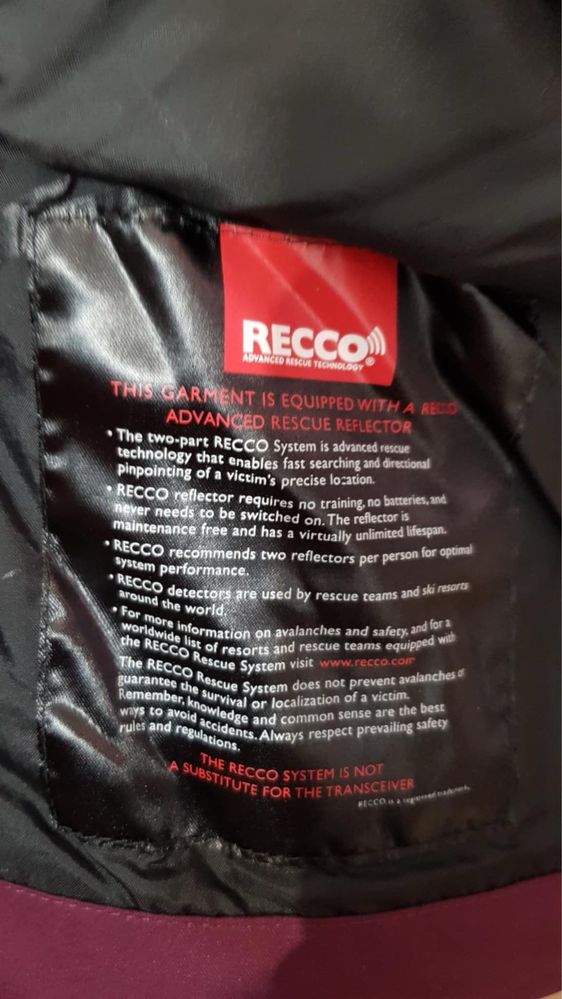 RECCO
ADVANCED RESCUE TECHNOLOGY ®
THIS GARMENT IS EQUIPPED WITH A RECCO
ADVANCED RESCUE REFLECTOR
• The two-part RECCO System is advanced rescue
technology that enables fast searching and directional
pinpointing of a victim's precise location.
• RECCO reflector requires no training, no batteries, and
never needs to be switched on. The reflector is
maintenance free and has a virtually unlimited lifespan.
• RECCO recommends two reflectors per person for optimal
system performance.
• RECCO detectors are used by rescue teams and ski resorts
around the world.
• For more information on avalanches and safety, and for a
worldwide list of resorts and rescue teams equipped with
the RECCO Rescue System visit www.recco.com
The RECCO Rescue System does not prevent avalanches or
guarantee the survival or localization of a victim.
Remember, knowledge and common sense are the best
ways to avoid accidents. Always respect prevailing safety
rules and regulations.
THE RECCO SYSTEM IS NOT
A SUBSTITUTE FOR THE TRANSCEIVER
RECCO is a registered trademark.